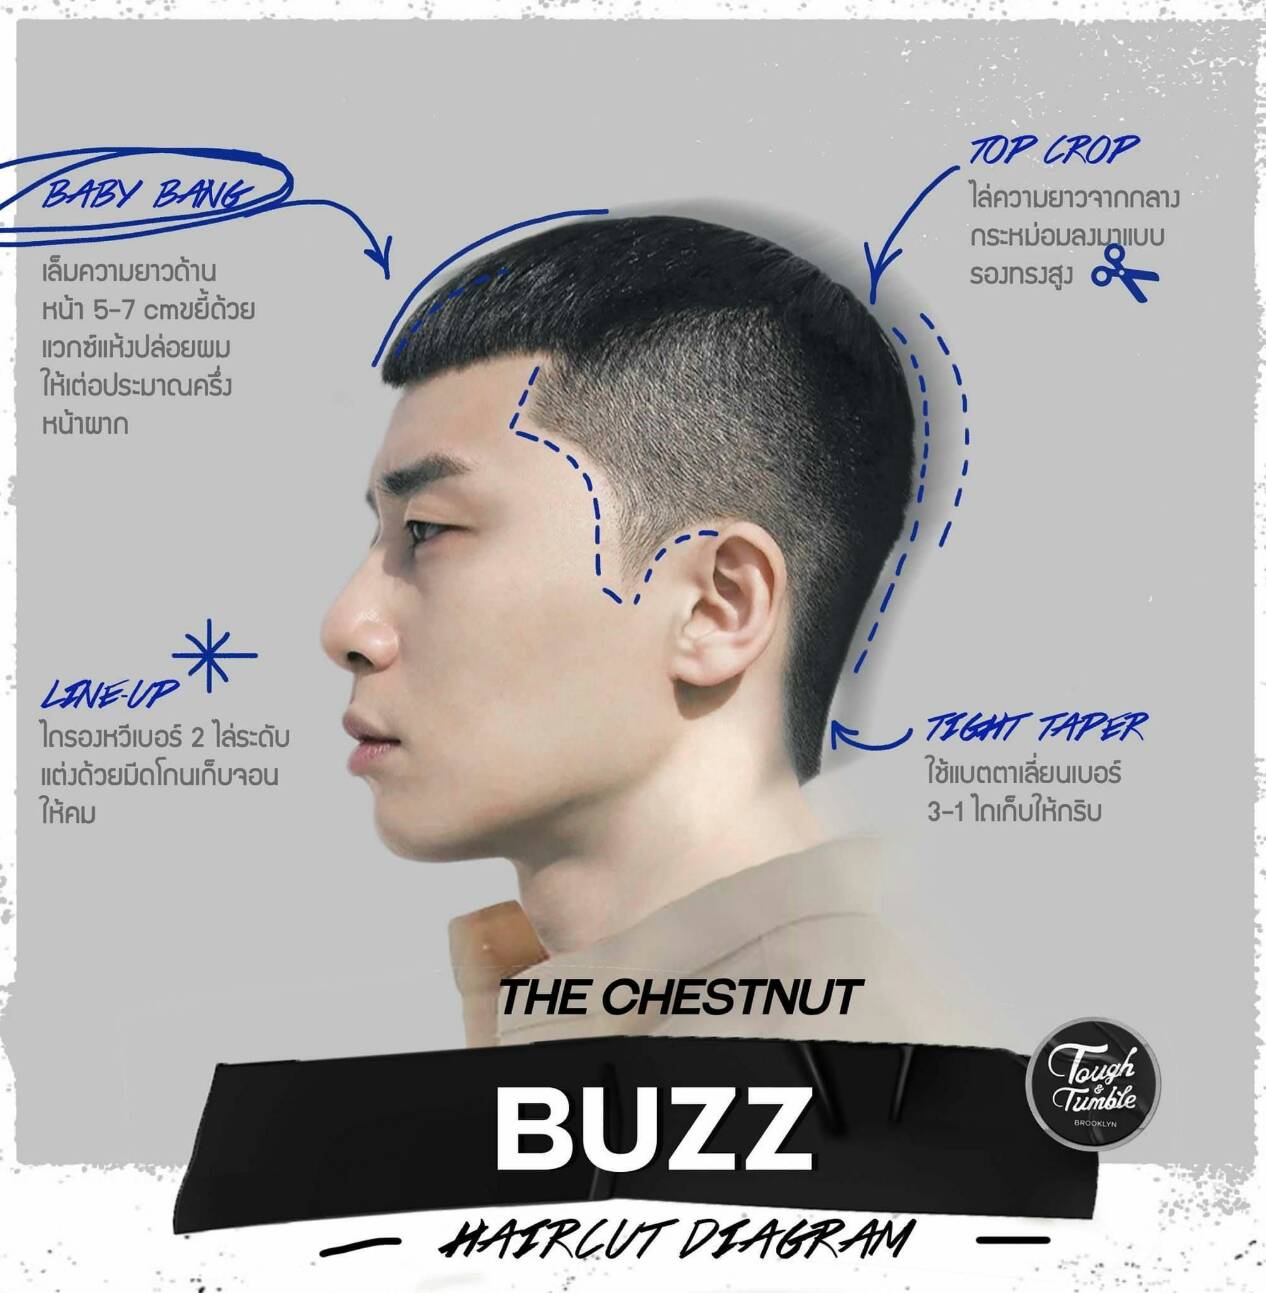 BABY BANG
เล็มความยาวด้าน
หน้า 5-7 cmขยี้ด้วย
แวกซ์แห้งปล่อยผม
ให้เต่อประมาณครึ่ง
หน้าผาก
TOP CROP
ไล่ความยาวจากกลาง
กระหม่อมลงมาแบบ
รองทรงสูง
LINE-UP
ไถรองหวีเบอร์ 2 ไล่ระดับ
แต่งด้วยมีดโกนเก็บจอน
ให้คม
TIGHT TAPER
ใช้แบตตาเลี่ยนเบอร์
3-1 ไถเก็บให้กริบ
THE CHESTNUT
BUZZ
HAIRCUT DIAGRAM
Tough
&
Tumble
BROOKLYN